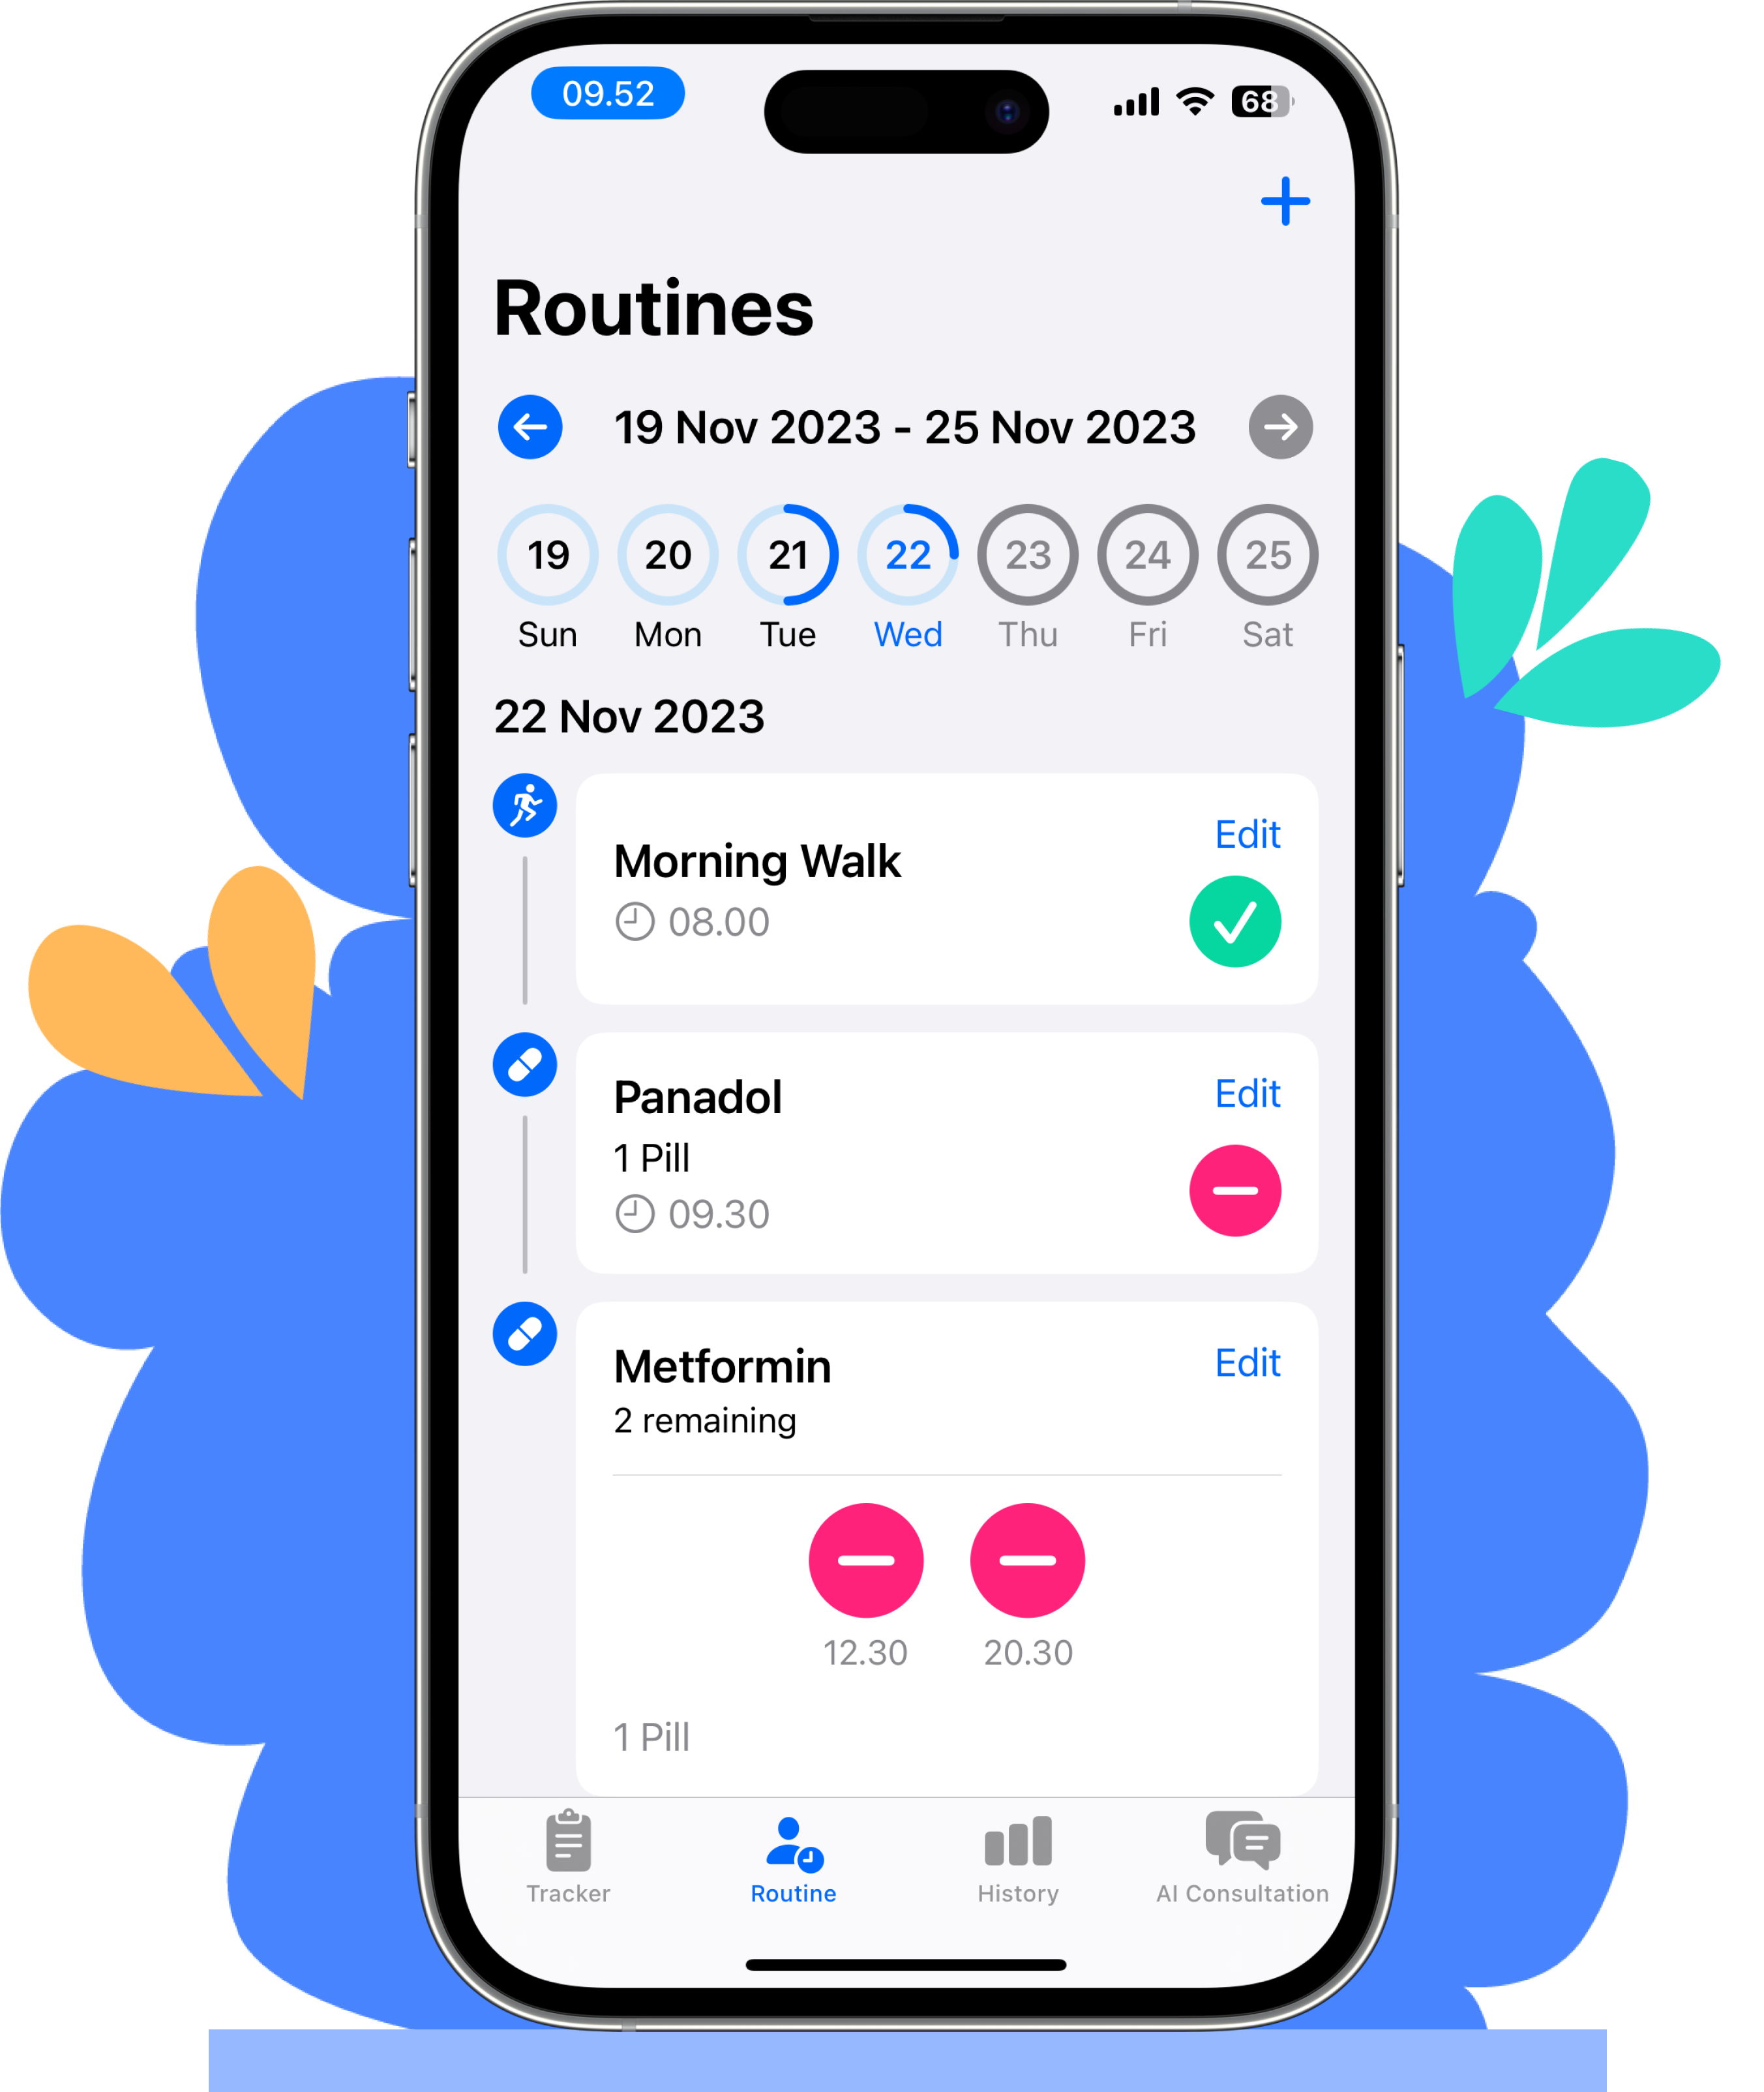 09.52
68
Routines
19 Nov 2023 - 25 Nov 2023
19 20 21 22 23 24 25
Sun Mon Tue Wed Thu Fri Sat
22 Nov 2023
Edit
Morning Walk
08.00
Edit
Panadol
1 Pill
09.30
Metformin
Edit
2 remaining
12.30 20.30
1 Pill
Tracker Routine History AI Consultation